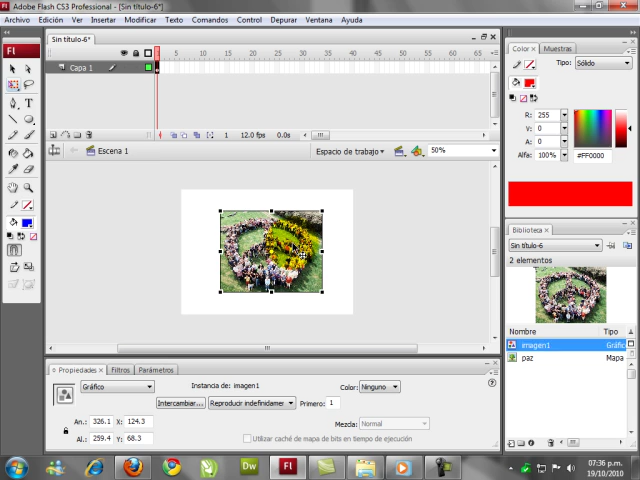 Adobe Flash CS3 Professional - [Sin título-6*]
Archivo Edición Ver Insertar Modificar Texto Comandos Control Depurar Ventana Ayuda
Fl
Sin título-6*
5 10 15 20 25 30 35 40 45 50 55 60 65
Capa 1
1 12.0 fps 0.0s
Escena 1
Espacio de trabajo
50%
T
Color Muestras
Tipo: Sólido
R: 255
V: 0
A: 0
Alfa: 100%
#FF0000
Biblioteca
Sin título-6
2 elementos
Nombre Tipo
imagen1 Gráfic
paz Mapa
Propiedades Filtros Parámetros
Gráfico
Instancia de: imagen1
Color: Ninguno
Intercambiar...
Reproducir indefinidamer
Primero: 1
An.: 326.1 X: 124.3
Al.: 259.4 Y: 68.3
Mezcla: Normal
Utilizar caché de mapa de bits en tiempo de ejecución
Dw
Fl
07:36 p.m.
19/10/2010